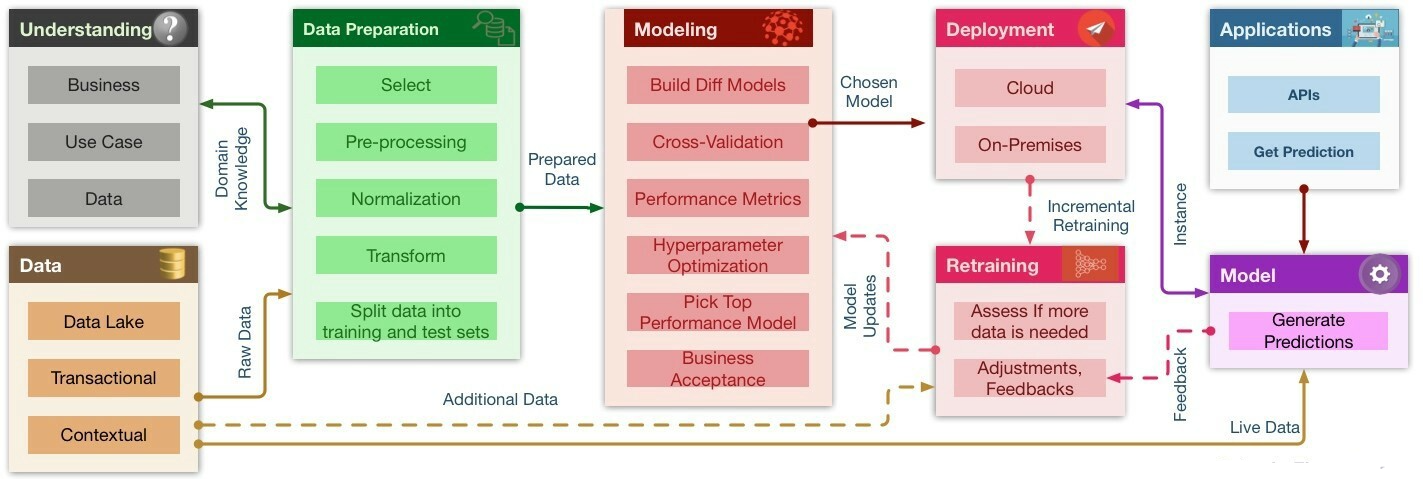 Understanding ?
Business
Use Case
Data
Data
Data Lake
Transactional
Contextual
Domain
Knowledge
Raw Data
Data Preparation
Select
Pre-processing
Normalization
Transform
Split data into
training and test sets
Prepared
Data
Additional Data
Modeling
Build Diff Models
Cross-Validation
Performance Metrics
Hyperparameter
Optimization
Pick Top
Performance Model
Business
Acceptance
Chosen
Model
Model
Updates
Deployment
Cloud
On-Premises
Incremental
Retraining
Retraining
Assess If more
data is needed
Adjustments,
Feedbacks
Instance
Feedback
Applications
APIs
Get Prediction
Model
Generate
Predictions
Live Data